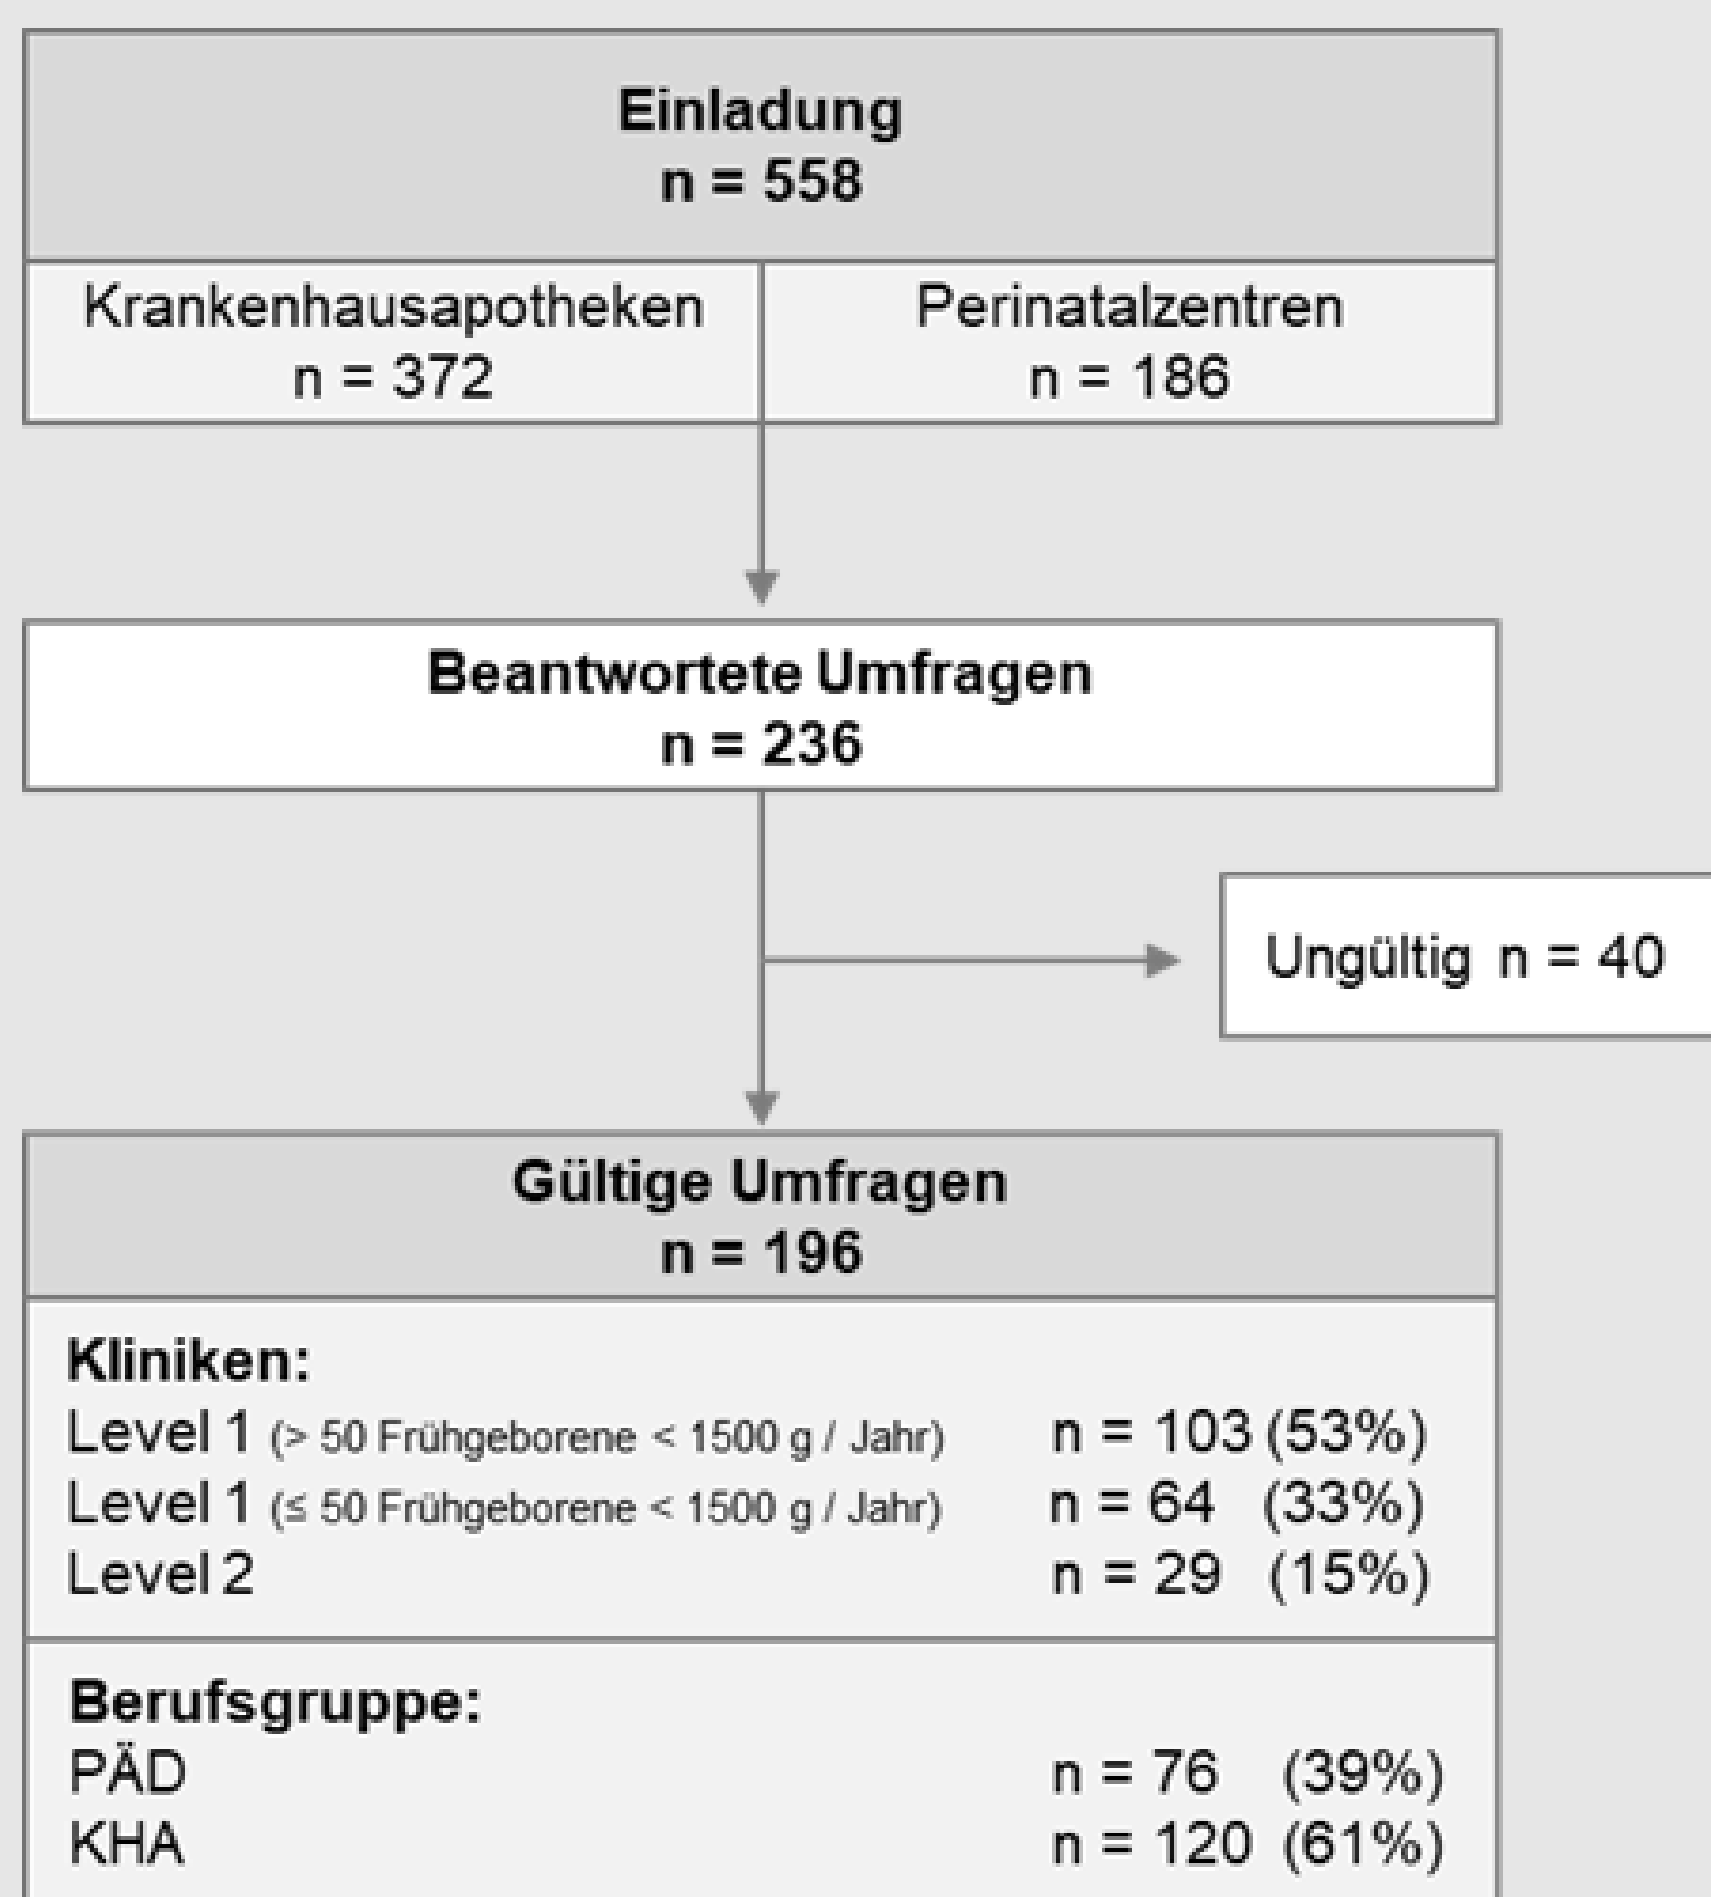 Einladung
n = 558
Krankenhausapotheken
n = 372
Perinatalzentren
n = 186
Beantwortete Umfragen
n = 236
Ungültig n = 40
Gültige Umfragen
n = 196
Kliniken:
Level 1 (> 50 Frühgeborene < 1500 g / Jahr) n = 103 (53%)
Level 1 (≤ 50 Frühgeborene < 1500 g / Jahr) n = 64 (33%)
Level 2 n = 29 (15%)
Berufsgruppe:
PÄD n = 76 (39%)
KHA n = 120 (61%)